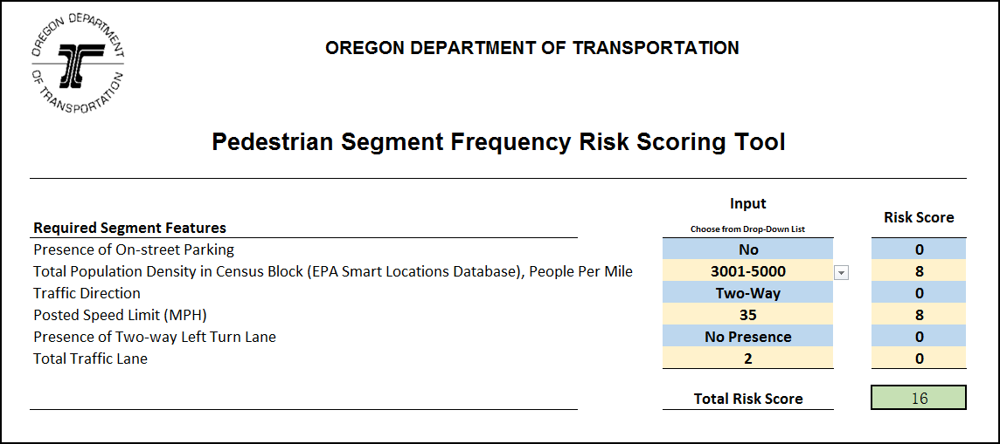 OREGON DEPARTMENT
OF TRANSPORTATION
OREGON DEPARTMENT OF TRANSPORTATION
Pedestrian Segment Frequency Risk Scoring Tool
Input
Required Segment Features Choose from Drop-Down List Risk Score
Presence of On-street Parking No 0
Total Population Density in Census Block (EPA Smart Locations Database), People Per Mile 3001-5000 8
Traffic Direction Two-Way 0
Posted Speed Limit (MPH) 35 8
Presence of Two-way Left Turn Lane No Presence 0
Total Traffic Lane 2 0
Total Risk Score 16